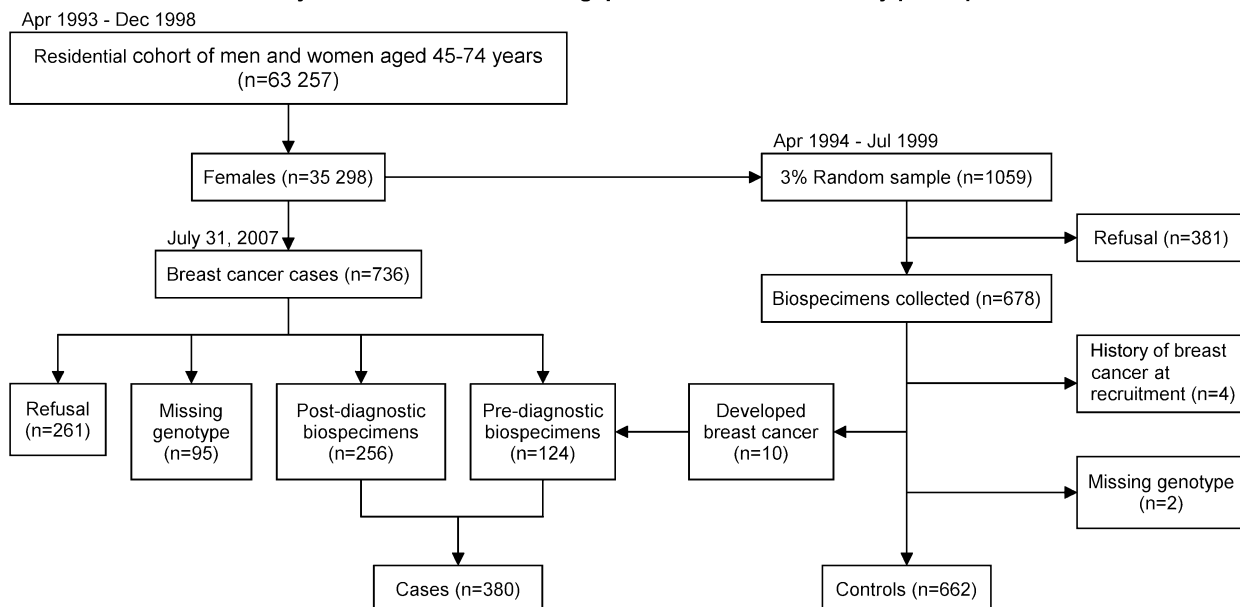 Apr 1993 - Dec 1998
Residential cohort of men and women aged 45-74 years
(n=63 257)
Apr 1994 - Jul 1999
Females (n=35 298)
3% Random sample (n=1059)
Refusal (n=381)
July 31, 2007
Breast cancer cases (n=736)
Biospecimens collected (n=678)
History of breast
cancer at
recruitment (n=4)
Refusal
(n=261)
Missing
genotype
(n=95)
Post-diagnostic
biospecimens
(n=256)
Pre-diagnostic
biospecimens
(n=124)
Developed
breast cancer
(n=10)
Missing genotype
(n=2)
Cases (n=380)
Controls (n=662)